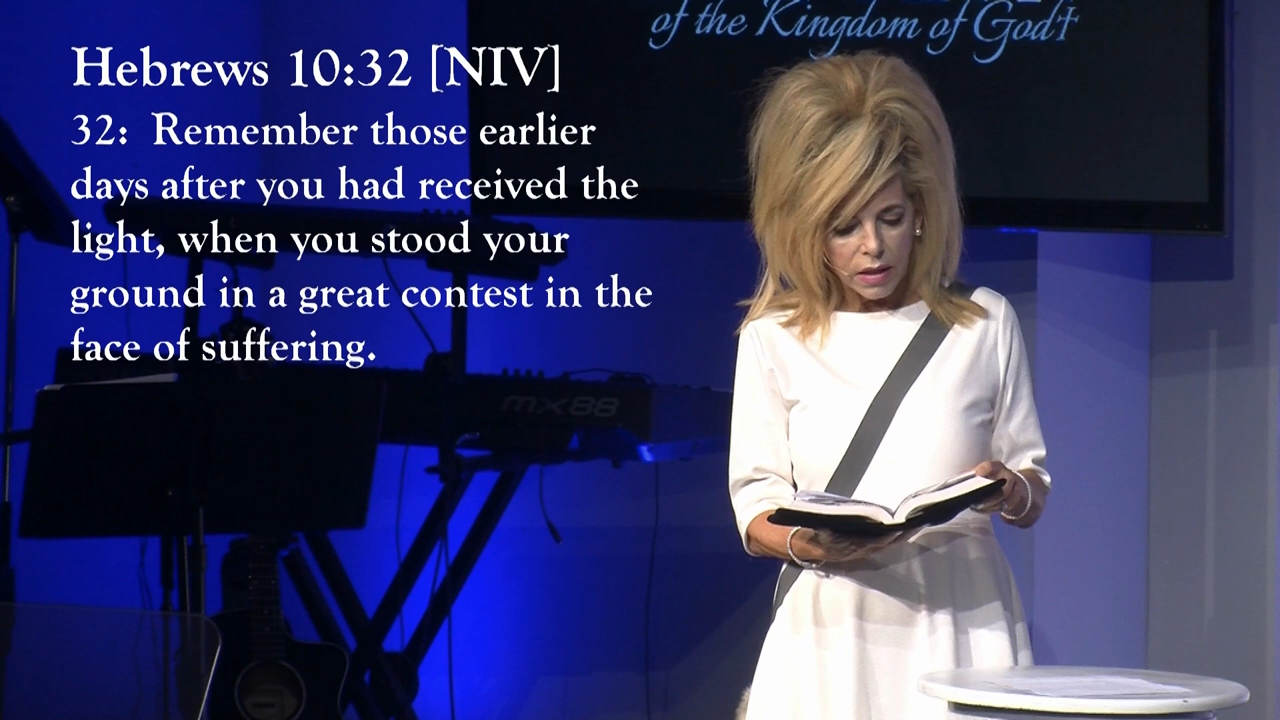 of the Kingdom of God
Hebrews 10:32 [NIV]
32: Remember those earlier
days after you had received the
light, when you stood your
ground in a great contest in the
face of suffering.
mx88